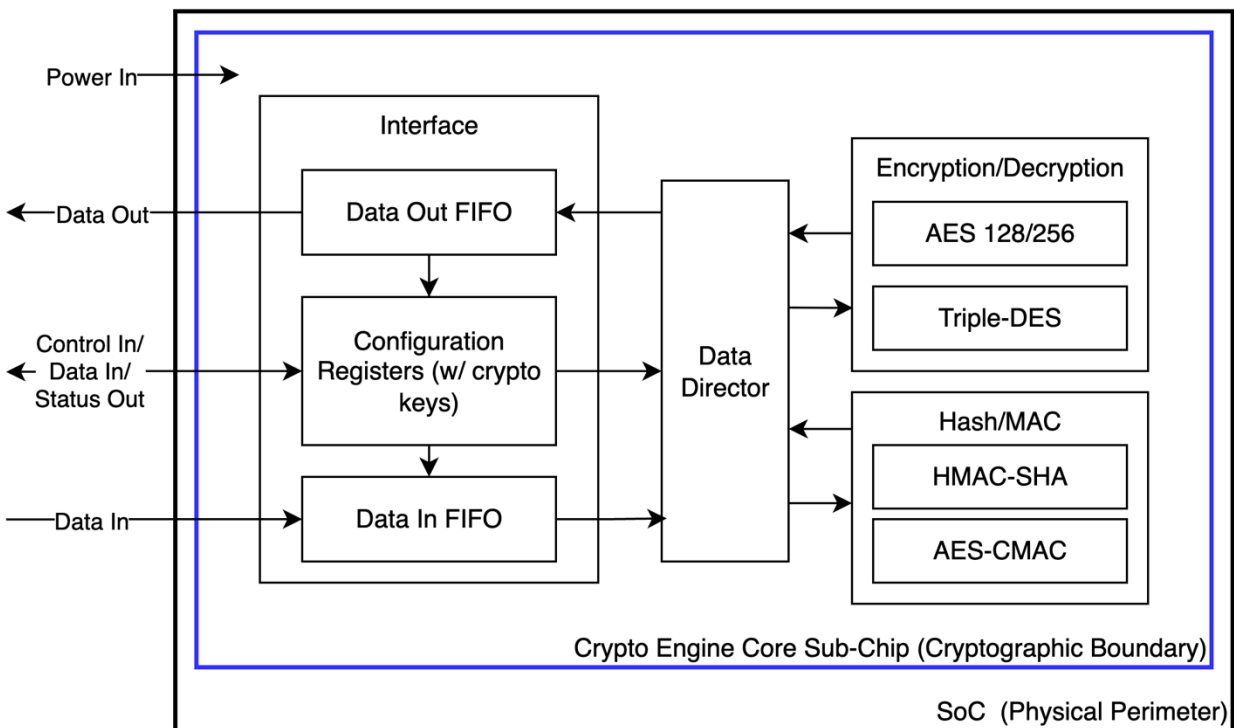 Power In
Interface
Data Out FIFO
Data Out
Configuration
Registers (w/ crypto
keys)
Control In/
Data In/
Status Out
Data In FIFO
Data In
Data
Director
Encryption/Decryption
AES 128/256
Triple-DES
Hash/MAC
HMAC-SHA
AES-CMAC
Crypto Engine Core Sub-Chip (Cryptographic Boundary)
SoC (Physical Perimeter)